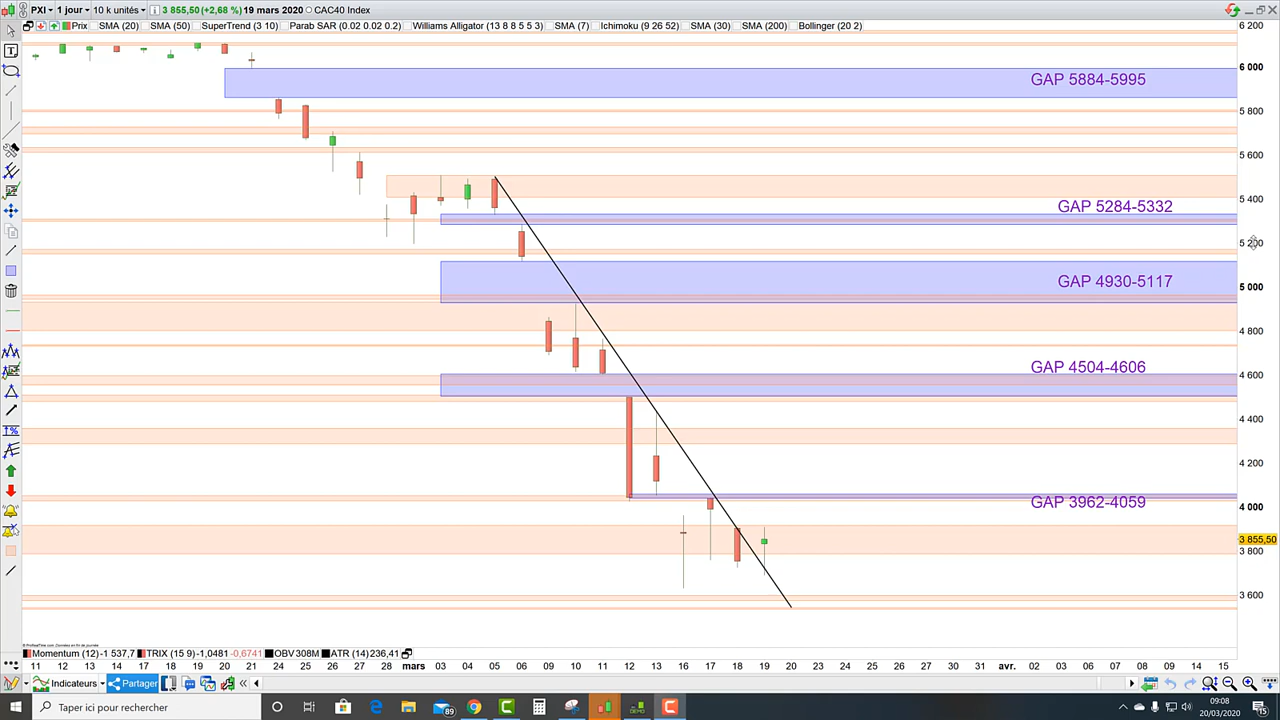 PXI 1 jour 10 k unités 3 855,50 (+2,68 %) 19 mars 2020 CAC40 Index
Prix SMA (20) SMA (50) SuperTrend (3 10) Parab SAR (0.02 0.02 0.2) Williams Alligator (13 8 8 5 5 3) SMA (7) Ichimoku (9 26 52) SMA (30) SMA (200) Bollinger (20 2)
6 200
6 000
GAP 5884-5995
5 800
5 600
5 400
GAP 5284-5332
5 200
GAP 4930-5117
5 000
4 800
GAP 4504-4606
4 600
4 400
4 200
GAP 3962-4059
4 000
3 855,50
3 800
3 600
Momentum (12) -1 537,7 TRIX (15 9) -1,0481 -0,6741 OBV 308M ATR (14) 236,41
11 12 13 14 17 18 19 20 21 24 25 26 27 28 mars 03 04 05 06 09 10 11 12 13 16 17 18 19 20 23 24 25 26 27 30 31 avr. 02 03 06 07 08 09 14 15
Indicateurs Partager
Taper ici pour rechercher
89
09:08
20/03/2020
15